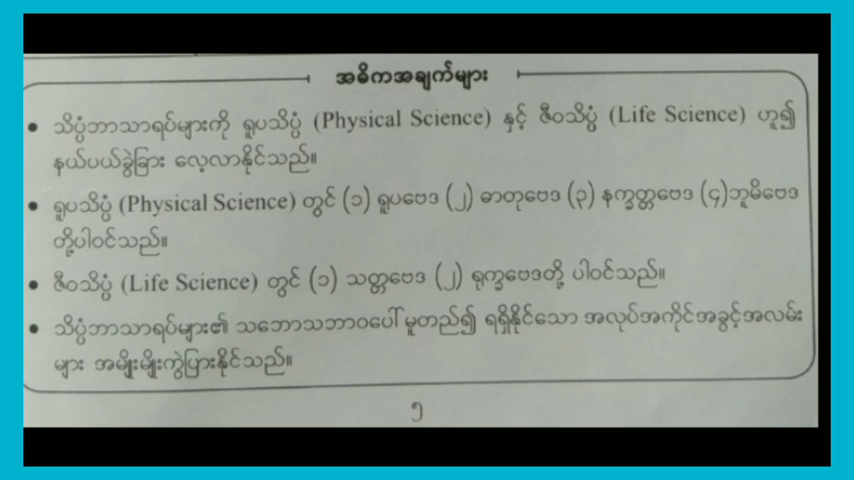 အဓိကအချက်များ
• သိပ္ပံဘာသာရပ်များကို ရူပသိပ္ပံ (Physical Science) နှင့် ဇီဝသိပ္ပံ (Life Science) ဟူ၍
နယ်ပယ်ခွဲခြား လေ့လာနိုင်သည်။
• ရူပသိပ္ပံ (Physical Science) တွင် (၁) ရူပဗေဒ (၂) ဓာတုဗေဒ (၃) နက္ခတ္တဗေဒ (၄)ဘူမိဗေဒ
တို့ပါဝင်သည်။
• ဇီဝသိပ္ပံ (Life Science) တွင် (၁) သတ္တဗေဒ (၂) ရုက္ခဗေဒတို့ ပါဝင်သည်။
• သိပ္ပံဘာသာရပ်များ၏ သဘောသဘာဝပေါ်မူတည်၍ ရရှိနိုင်သော အလုပ်အကိုင်အခွင့်အလမ်း
များ အမျိုးမျိုးကွဲပြားနိုင်သည်။
၅